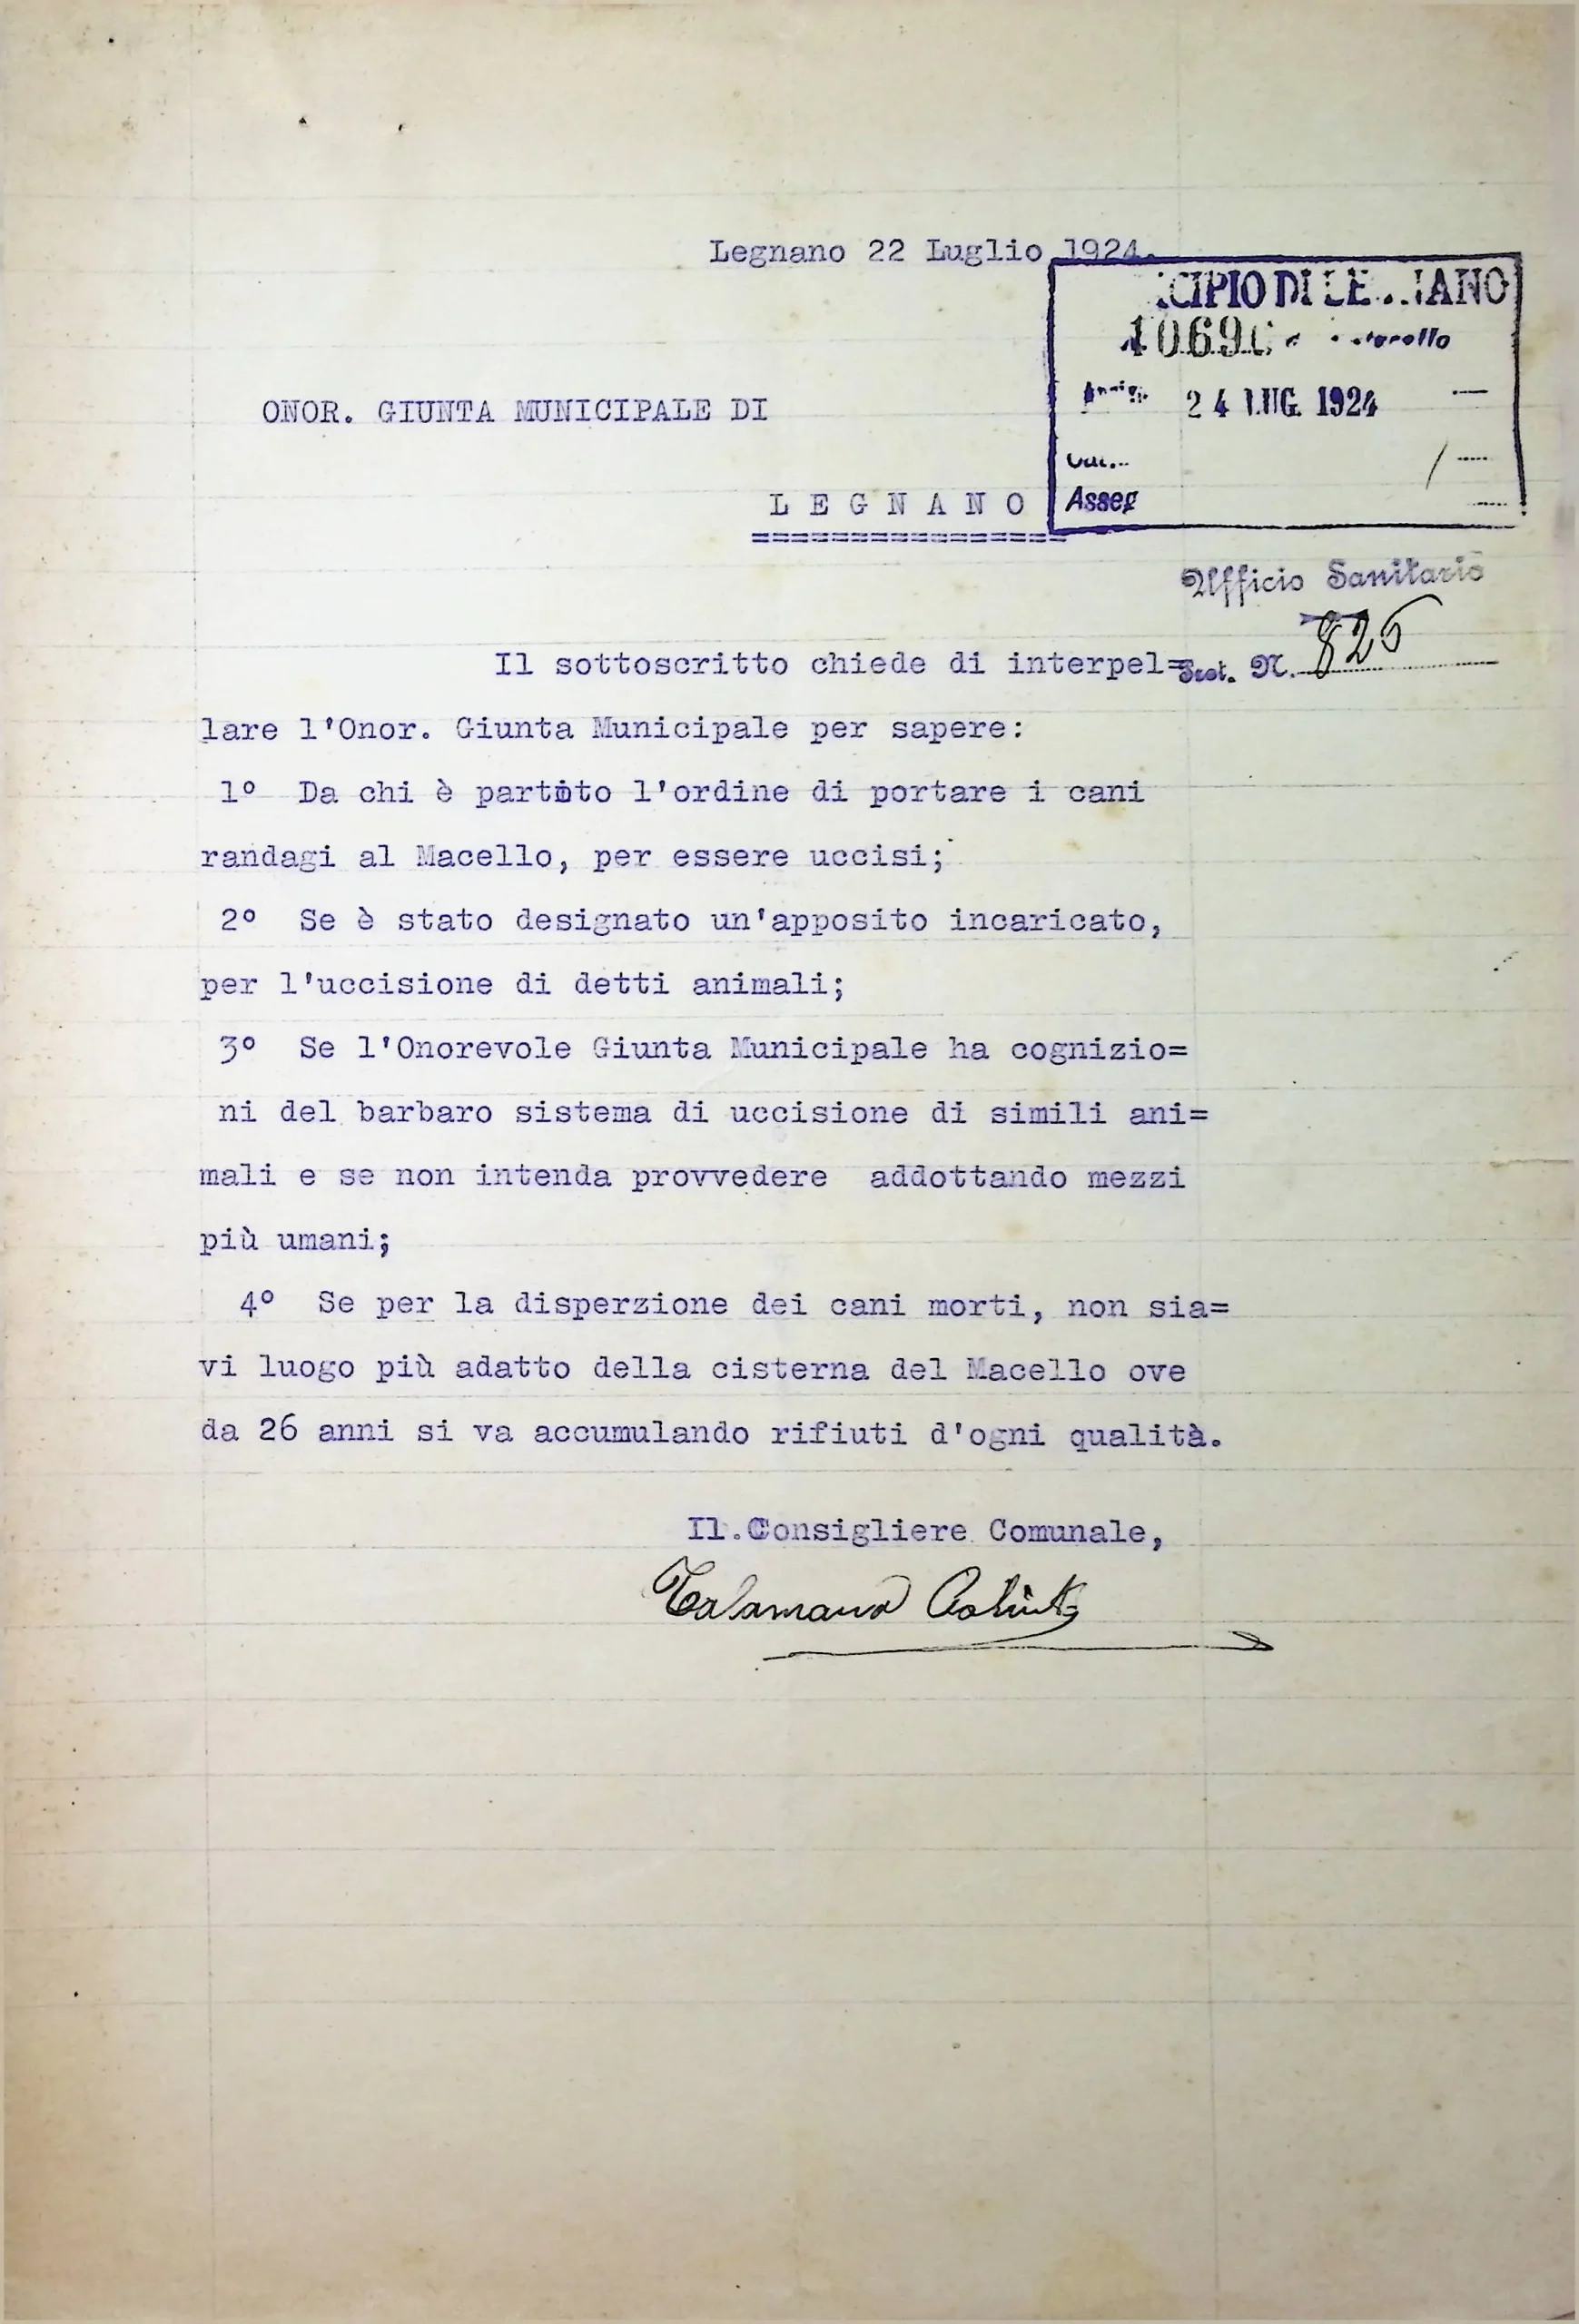 Legnano 22 Luglio 1924.
CIPIO DI LE IANO
24 LUG. 1924
Asseg
ONOR. GIUNTA MUNICIPALE DI
L E G N A N O
================
Ufficio Sanitario
Prot. N. 826
Il sottoscritto chiede di interpel=
lare l'Onor. Giunta Municipale per sapere:
1° Da chi è partito l'ordine di portare i cani
randagi al Macello, per essere uccisi;
2° Se è stato designato un'apposito incaricato,
per l'uccisione di detti animali;
3° Se l'Onorevole Giunta Municipale ha cognizio=
ni del barbaro sistema di uccisione di simili ani=
mali e se non intenda provvedere addottando mezzi
più umani;
4° Se per la disperzione dei cani morti, non sia=
vi luogo più adatto della cisterna del Macello ove
da 26 anni si va accumulando rifiuti d'ogni qualità.
Il.Consigliere Comunale,